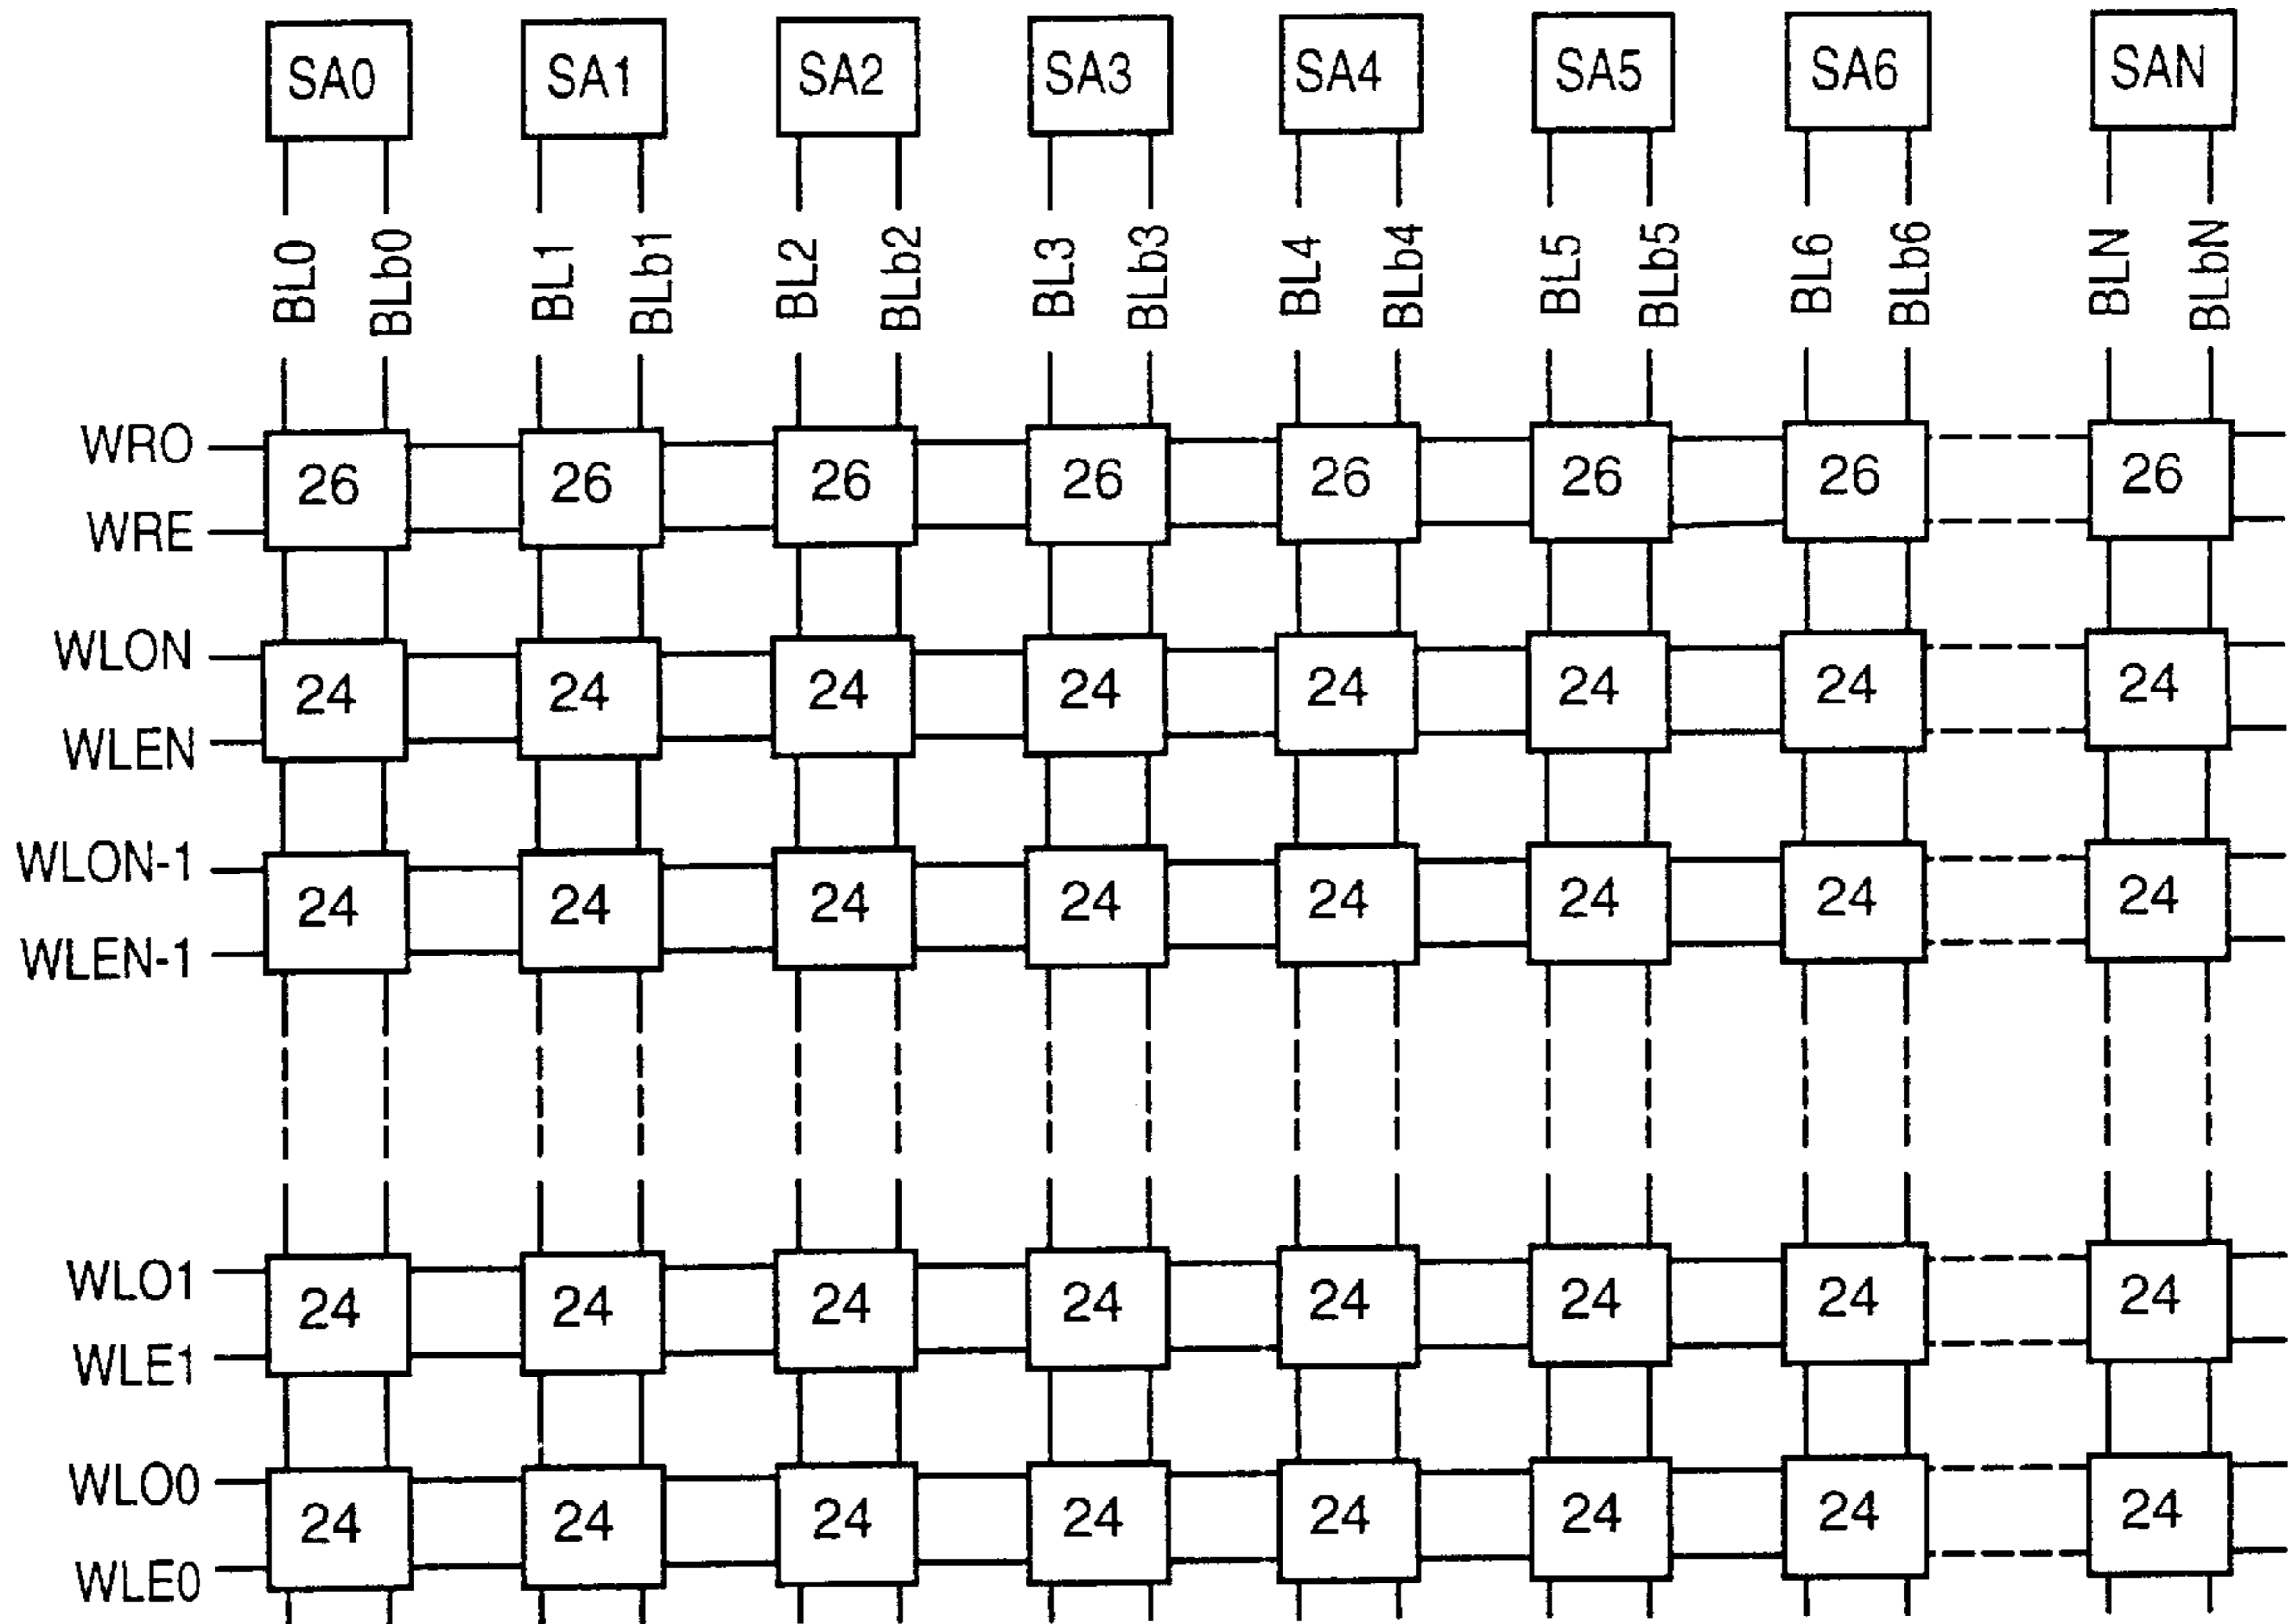 SA0 SA1 SA2 SA3 SA4 SA5 SA6 SAN
BL0 BLb0 BL1 BLb1 BL2 BLb2 BL3 BLb3 BL4 BLb4 BL5 BLb5 BL6 BLb6 BLN BLbN
WRO
26 26 26 26 26 26 26 26
WRE
WLON
24 24 24 24 24 24 24 24
WLEN
WLON-1
24 24 24 24 24 24 24 24
WLEN-1
WLO1
24 24 24 24 24 24 24 24
WLE1
WLO0
24 24 24 24 24 24 24 24
WLE0